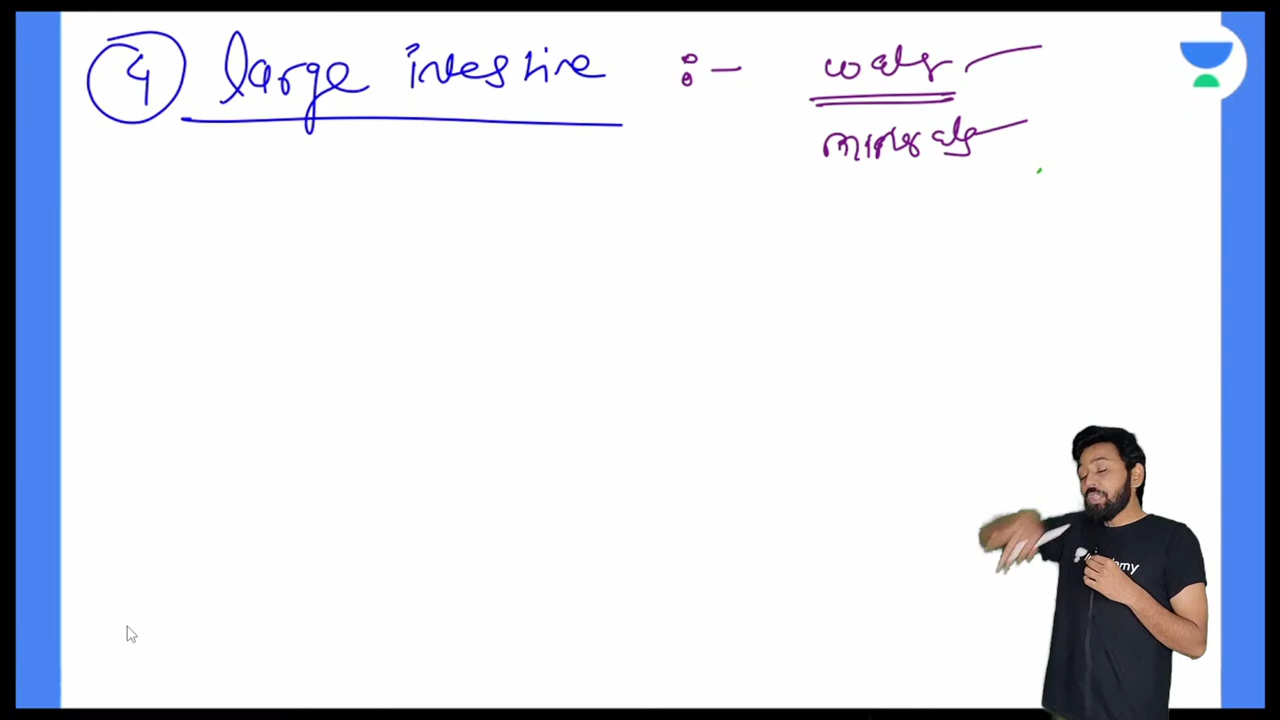 4 large intestine :- water
minerals